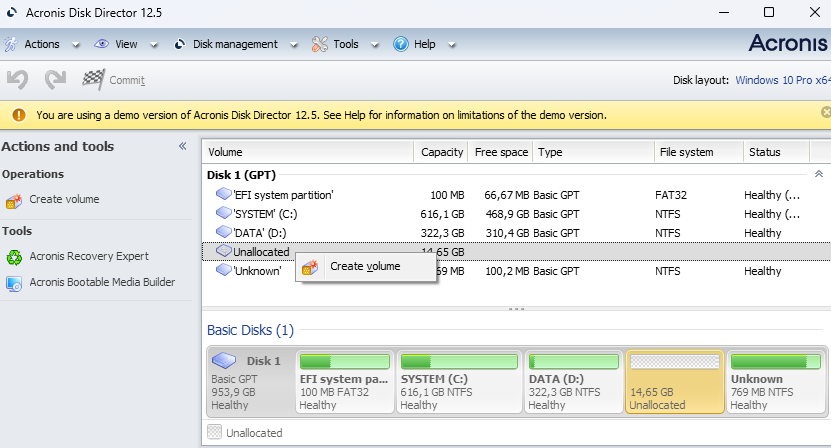 Acronis Disk Director 12.5
Actions View Disk management Tools Help Acronis
Commit Disk layout: Windows 10 Pro x64
You are using a demo version of Acronis Disk Director 12.5. See Help for information on limitations of the demo version.
Actions and tools
Operations
Create volume
Tools
Acronis Recovery Expert
Acronis Bootable Media Builder
Volume Capacity Free space Type File system Status
Disk 1 (GPT)
'EFI system partition' 100 MB 66,67 MB Basic GPT FAT32 Healthy (...
'SYSTEM' (C:) 616,1 GB 468,9 GB Basic GPT NTFS Healthy (...
'DATA' (D:) 322,3 GB 310,4 GB Basic GPT NTFS Healthy
Unallocated 14,65 GB
'Unknown' 69 MB 100,2 MB Basic GPT NTFS Healthy
Create volume
Basic Disks (1)
Disk 1
Basic GPT
953,9 GB
Healthy
EFI system pa...
100 MB FAT32
Healthy
SYSTEM (C:)
616,1 GB NTFS
Healthy
DATA (D:)
322,3 GB NTFS
Healthy
14,65 GB
Unallocated
Unknown
769 MB NTFS
Healthy
Unallocated